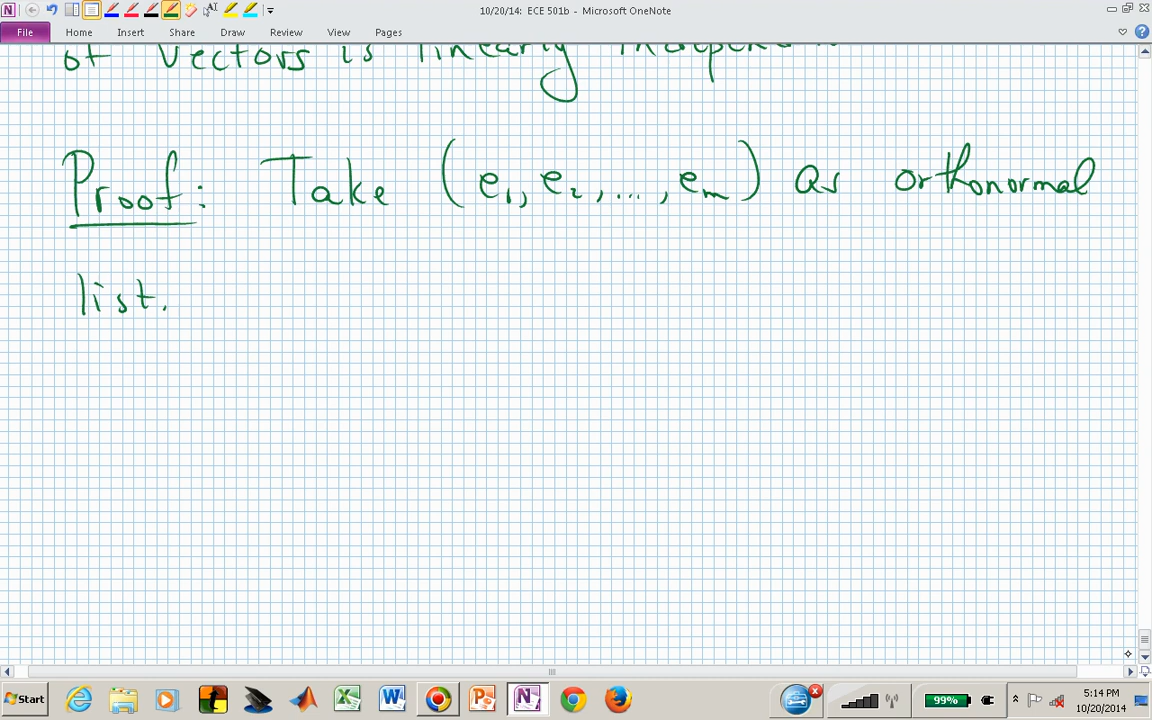 10/20/14: ECE 501b - Microsoft OneNote
File Home Insert Share Draw Review View Pages
of vectors is linearly independent
Proof: Take (e1, e2, ..., em) as orthonormal
list.
Start
99%
5:14 PM
10/20/2014